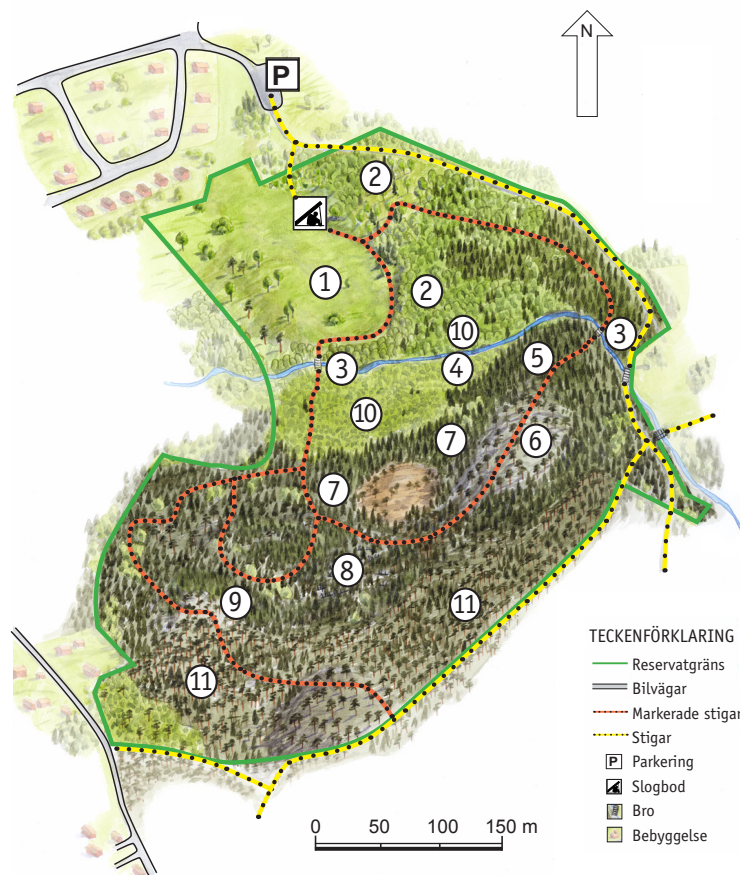 N
P
2
1
2
3
10
3
4
5
10
7
6
7
8
9
11
11
TECKENFÖRKLARING
Reservatgräns
Bilvägar
Markerade stigar
Stigar
P Parkering
Slogbod
Bro
Bebyggelse
0 50 100 150 m